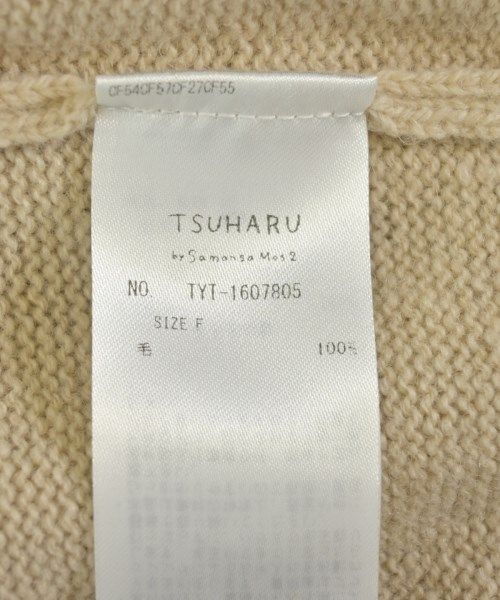 CF54CF57CF27CF55
TSUHARU
by Samansa Mos2
NO. TYT-1607805
SIZE F
毛 100%